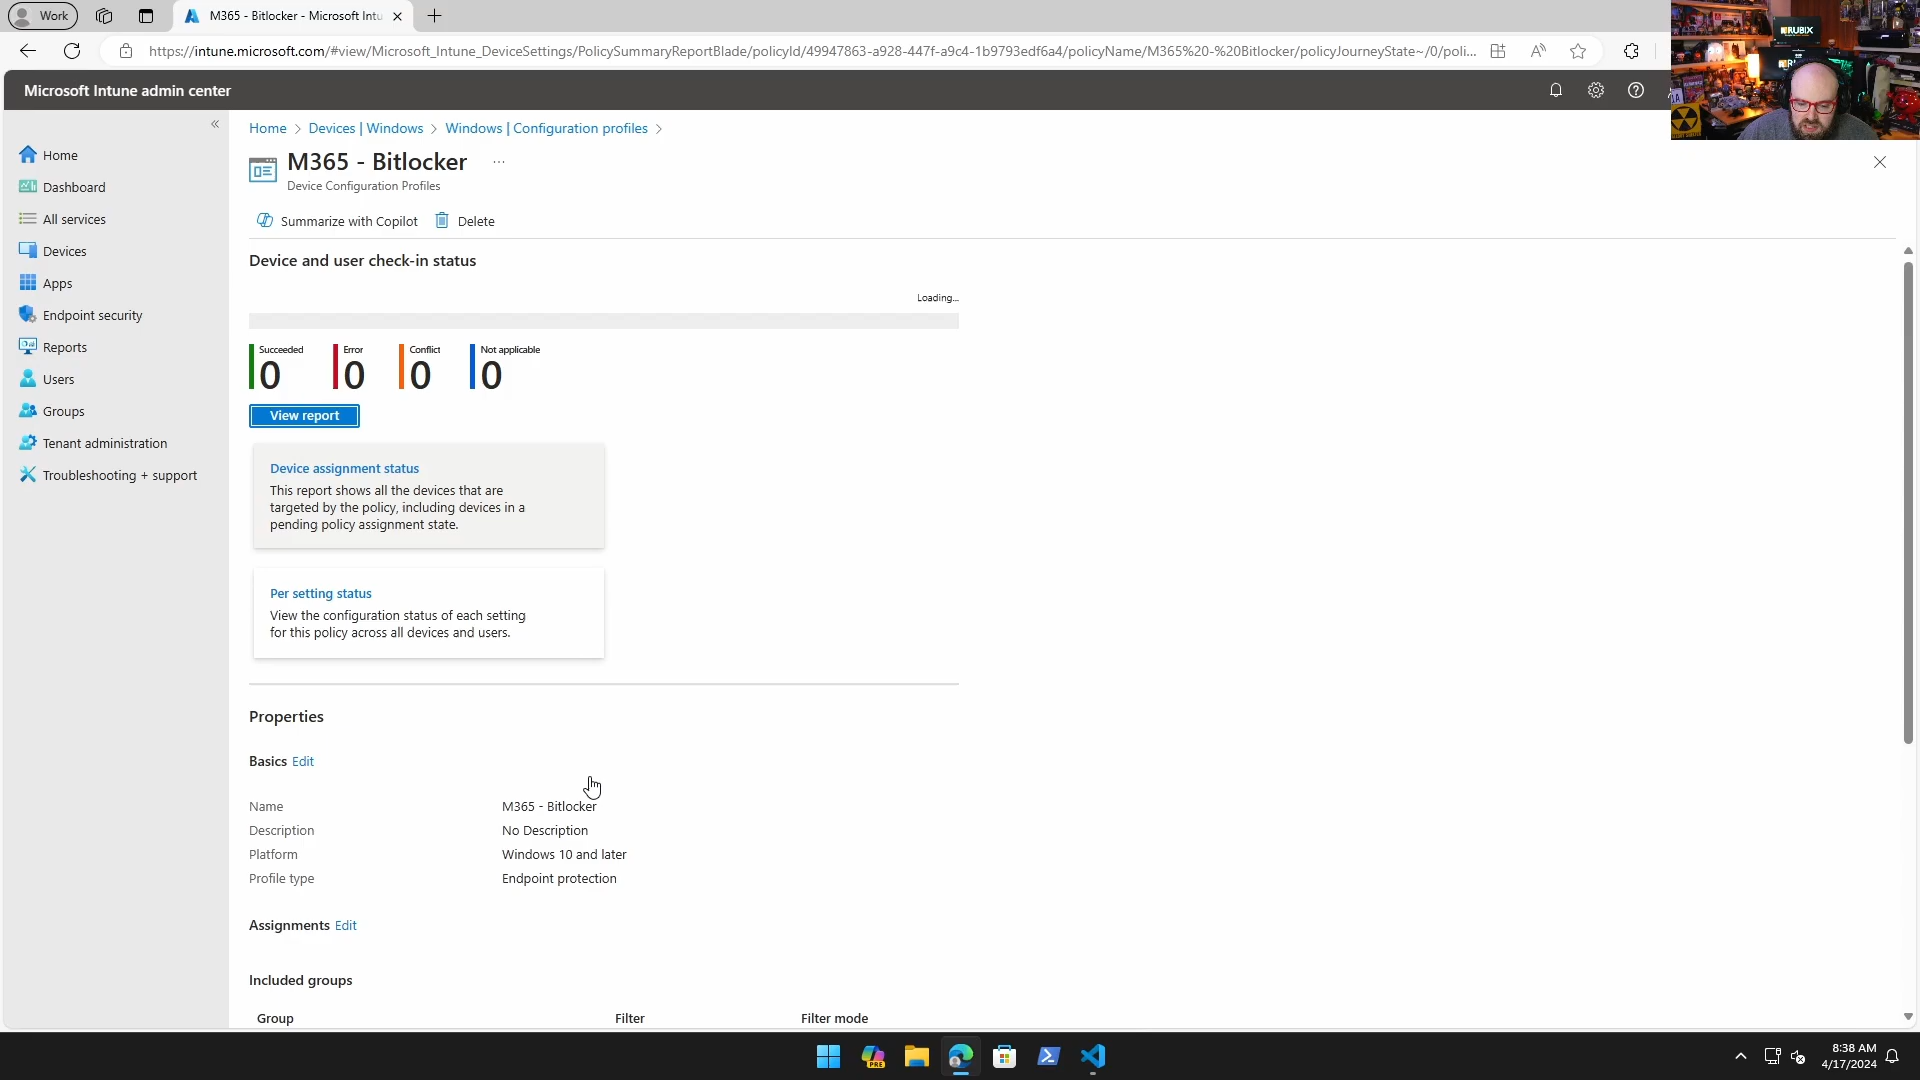 Work
M365 - Bitlocker - Microsoft Intu
https://intune.microsoft.com/#view/Microsoft_Intune_DeviceSettings/PolicySummaryReportBlade/policyId/49947863-a928-447f-a9c4-1b9793edf6a4/policyName/M365%20-%20Bitlocker/policyJourneyState~/0/poli...
RUBIX
Microsoft Intune admin center
Home
Dashboard
All services
Devices
Apps
Endpoint security
Reports
Users
Groups
Tenant administration
Troubleshooting + support
Home > Devices | Windows > Windows | Configuration profiles >
M365 - Bitlocker ...
Device Configuration Profiles
Summarize with Copilot Delete
Device and user check-in status
Loading...
Succeeded Error Conflict Not applicable
0 0 0 0
View report
Device assignment status
This report shows all the devices that are
targeted by the policy, including devices in a
pending policy assignment state.
Per setting status
View the configuration status of each setting
for this policy across all devices and users.
Properties
Basics Edit
Name M365 - Bitlocker
Description No Description
Platform Windows 10 and later
Profile type Endpoint protection
Assignments Edit
Included groups
Group Filter Filter mode
PRE
8:38 AM
4/17/2024